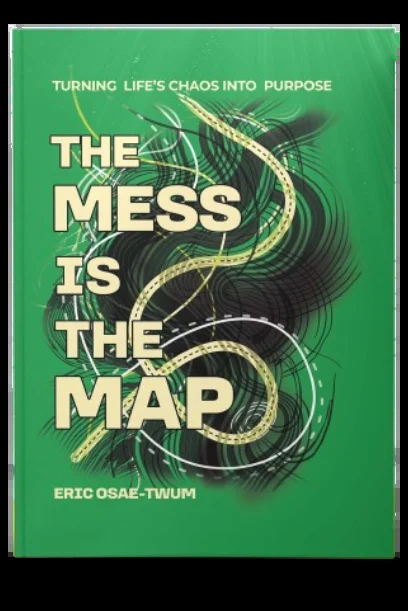 TURNING LIFE'S CHAOS INTO PURPOSE
THE
MESS
IS
THE
MAP
ERIC OSAE-TWUM